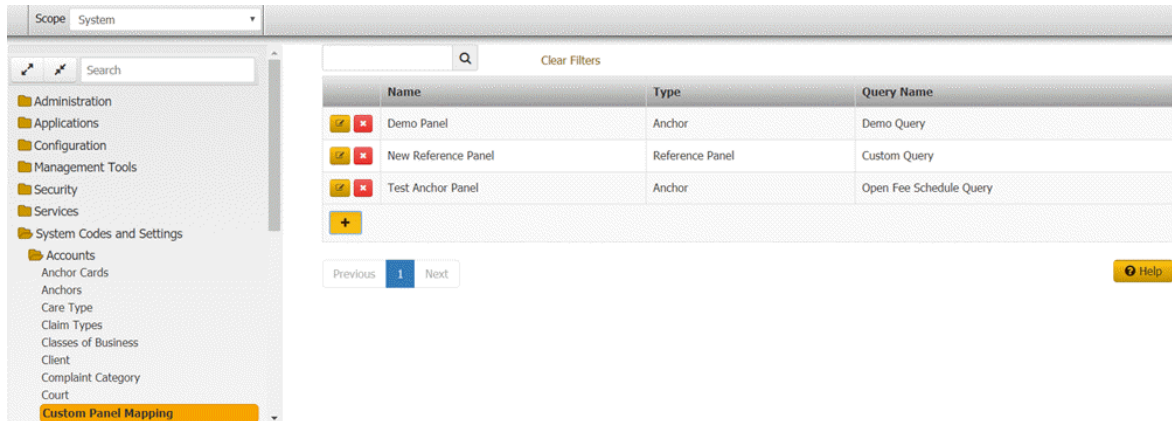 Scope System
Search
Administration
Applications
Configuration
Management Tools
Security
Services
System Codes and Settings
Accounts
Anchor Cards
Anchors
Care Type
Claim Types
Classes of Business
Client
Complaint Category
Court
Custom Panel Mapping
Clear Filters
Name Type Query Name
Demo Panel Anchor Demo Query
New Reference Panel Reference Panel Custom Query
Test Anchor Panel Anchor Open Fee Schedule Query
Previous 1 Next
Help